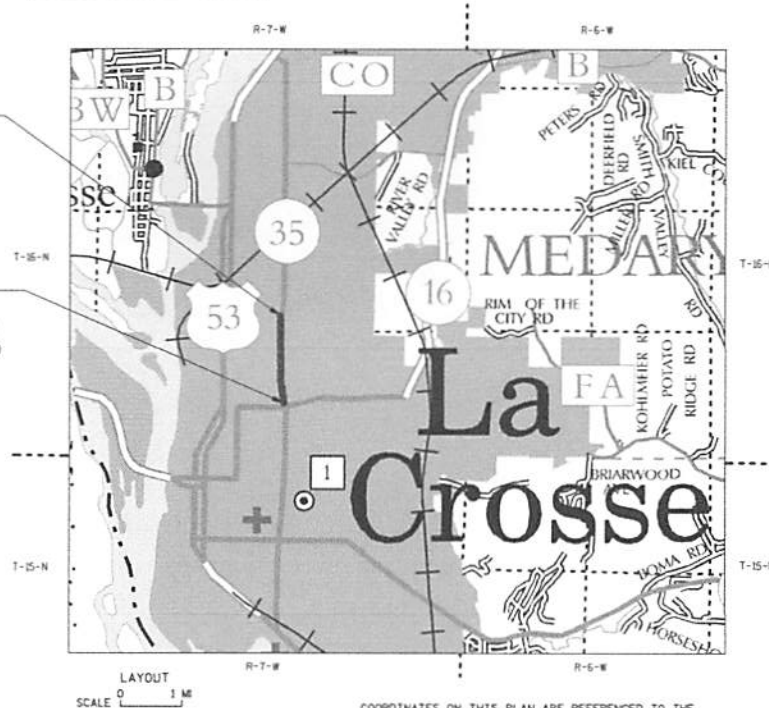 R-7-W
R-6-W
CO
B
B
BW
PETERS RD
DEERFIELD
RD
SMITH
VALLEY
RD
KIEL
MILLER RD
RIVER
VALLEY RD
35
MEDARY
T-16-N
T-16-
16
53
RIM OF THE
CITY RD
La
Crosse
FA
KOHLMEIER RD
POTATO
RIDGE RD
1
BRIARWOOD
AVE
T-15-N
T-15-N
BOMA RD
R-7-W
R-6-W
LAYOUT
SCALE 0 1 MI
COORDINATES ON THIS PLAN ARE REFERENCED TO THE